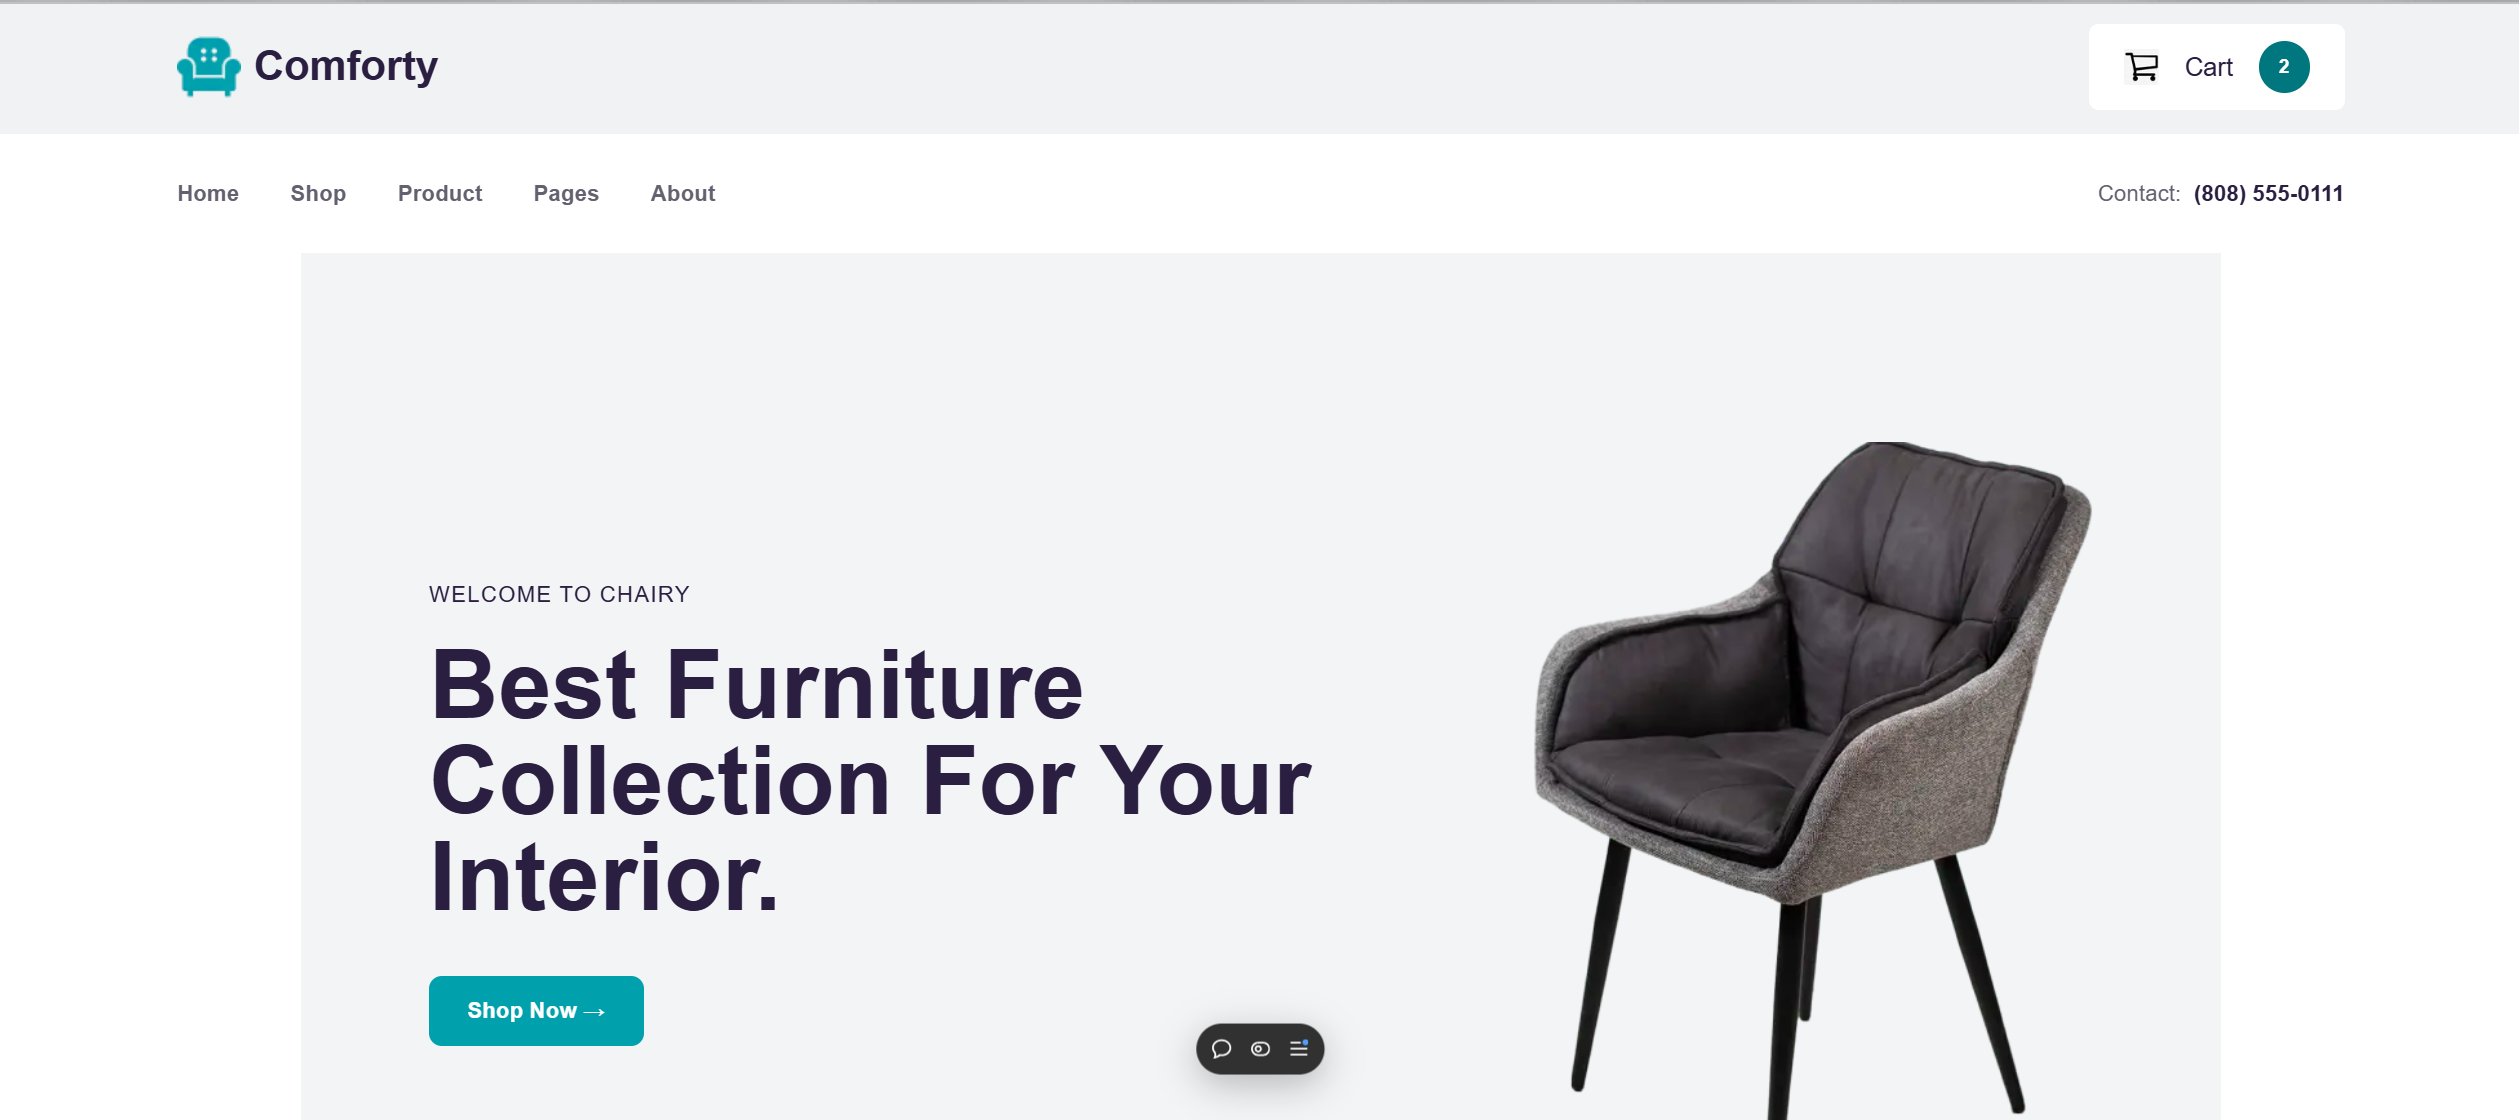 Comforty
Cart 2
Home Shop Product Pages About
Contact: (808) 555-0111
WELCOME TO CHAIRY
Best Furniture
Collection For Your
Interior.
Shop Now →